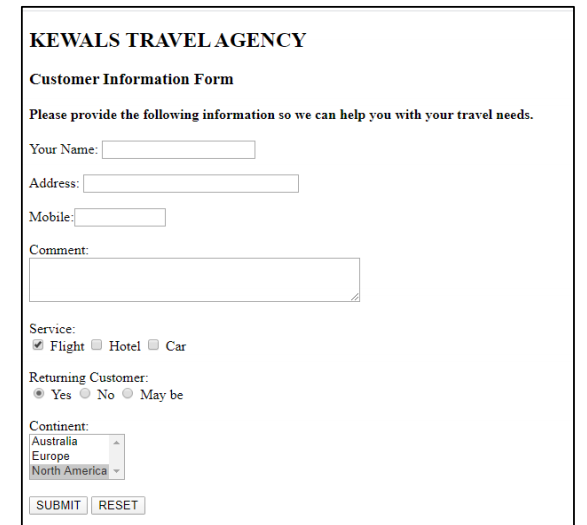 KEWALS TRAVEL AGENCY
Customer Information Form
Please provide the following information so we can help you with your travel needs.
Your Name:
Address:
Mobile:
Comment:
Service:
Flight Hotel Car
Returning Customer:
Yes No May be
Continent:
Australia
Europe
North America
SUBMIT RESET